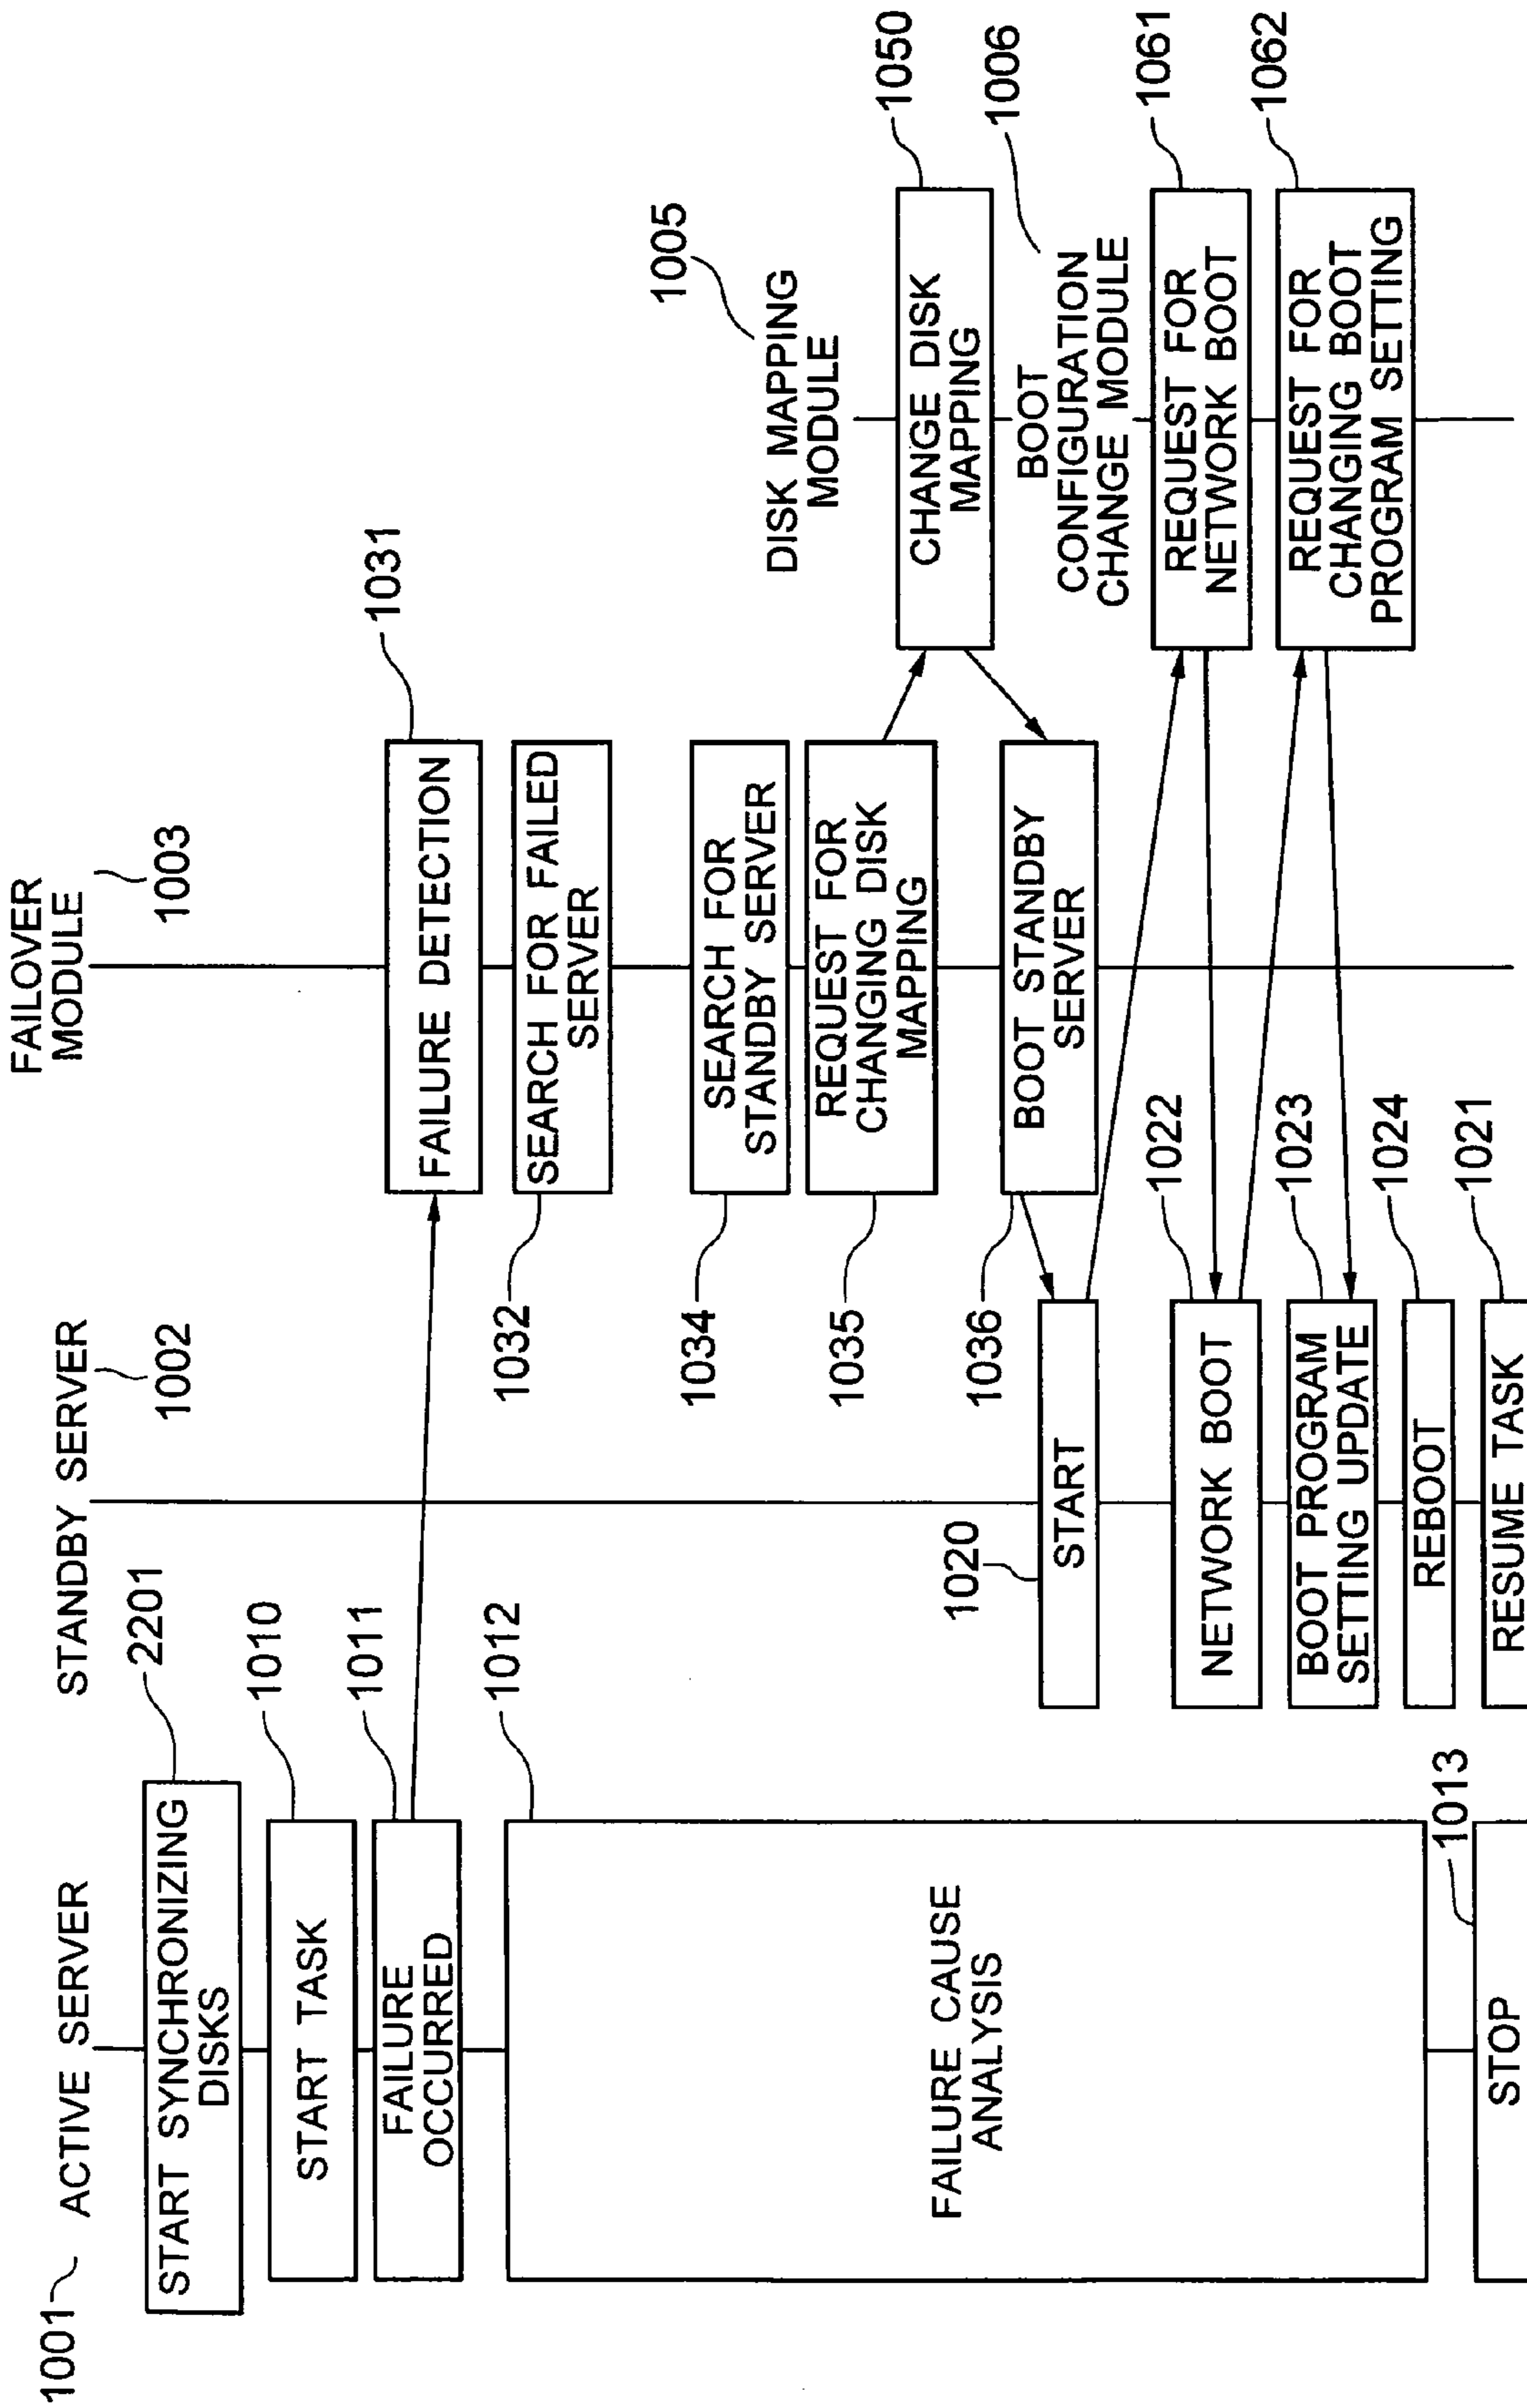 1001
ACTIVE SERVER
START SYNCHRONIZING
DISKS
2201
START TASK
1010
FAILURE
OCCURRED
1011
FAILURE CAUSE
ANALYSIS
1012
STOP
1013
STANDBY SERVER
1002
START
1020
NETWORK BOOT
1022
BOOT PROGRAM
SETTING UPDATE
1023
REBOOT
1024
RESUME TASK
1021
FAILOVER
MODULE
1003
FAILURE DETECTION
1031
SEARCH FOR FAILED
SERVER
1032
SEARCH FOR
STANDBY SERVER
1034
REQUEST FOR
CHANGING DISK
MAPPING
1035
BOOT STANDBY
SERVER
1036
DISK MAPPING
MODULE
1005
CHANGE DISK
MAPPING
1050
BOOT
CONFIGURATION
CHANGE MODULE
1006
REQUEST FOR
NETWORK BOOT
1061
REQUEST FOR
CHANGING BOOT
PROGRAM SETTING
1062